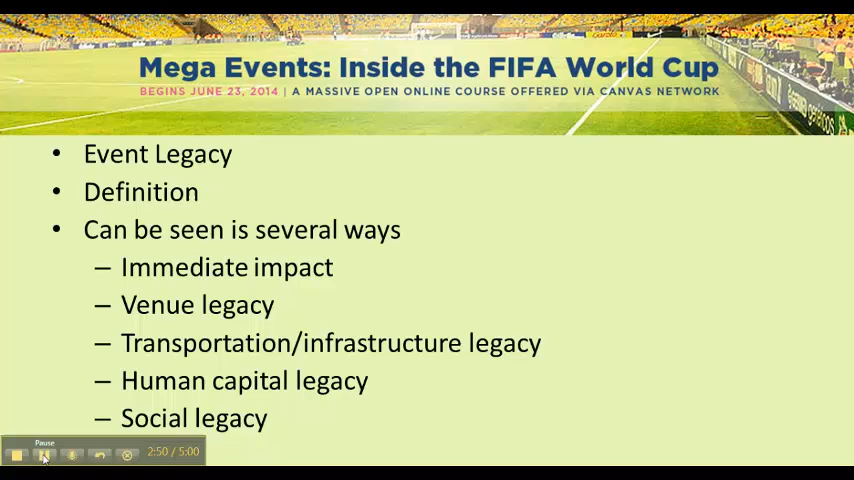 Mega Events: Inside the FIFA World Cup
BEGINS JUNE 23, 2014 | A MASSIVE OPEN ONLINE COURSE OFFERED VIA CANVAS NETWORK
• Event Legacy
• Definition
• Can be seen is several ways
– Immediate impact
– Venue legacy
– Transportation/infrastructure legacy
– Human capital legacy
– Social legacy
Pause
2:50 / 5:00